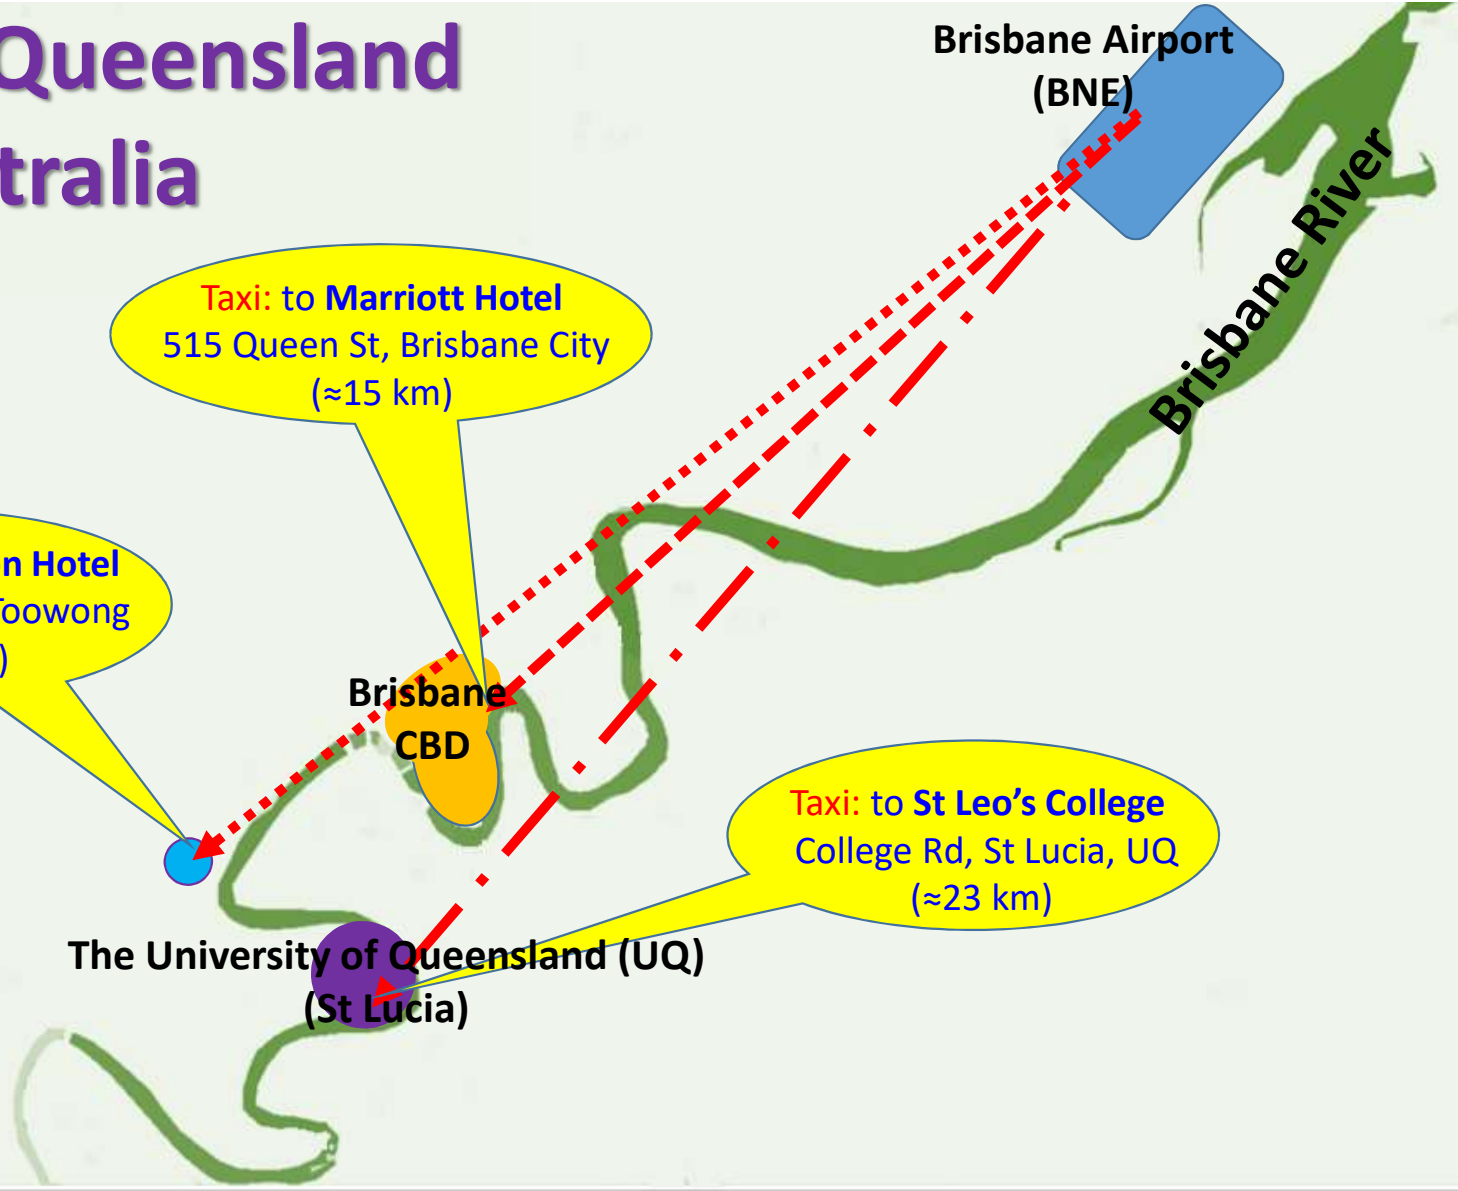 Queensland
tralia
Brisbane Airport
(BNE)
Brisbane River
Taxi: to Marriott Hotel
515 Queen St, Brisbane City
(≈15 km)
n Hotel
Toowong
)
Brisbane
CBD
Taxi: to St Leo’s College
College Rd, St Lucia, UQ
(≈23 km)
The University of Queensland (UQ)
(St Lucia)